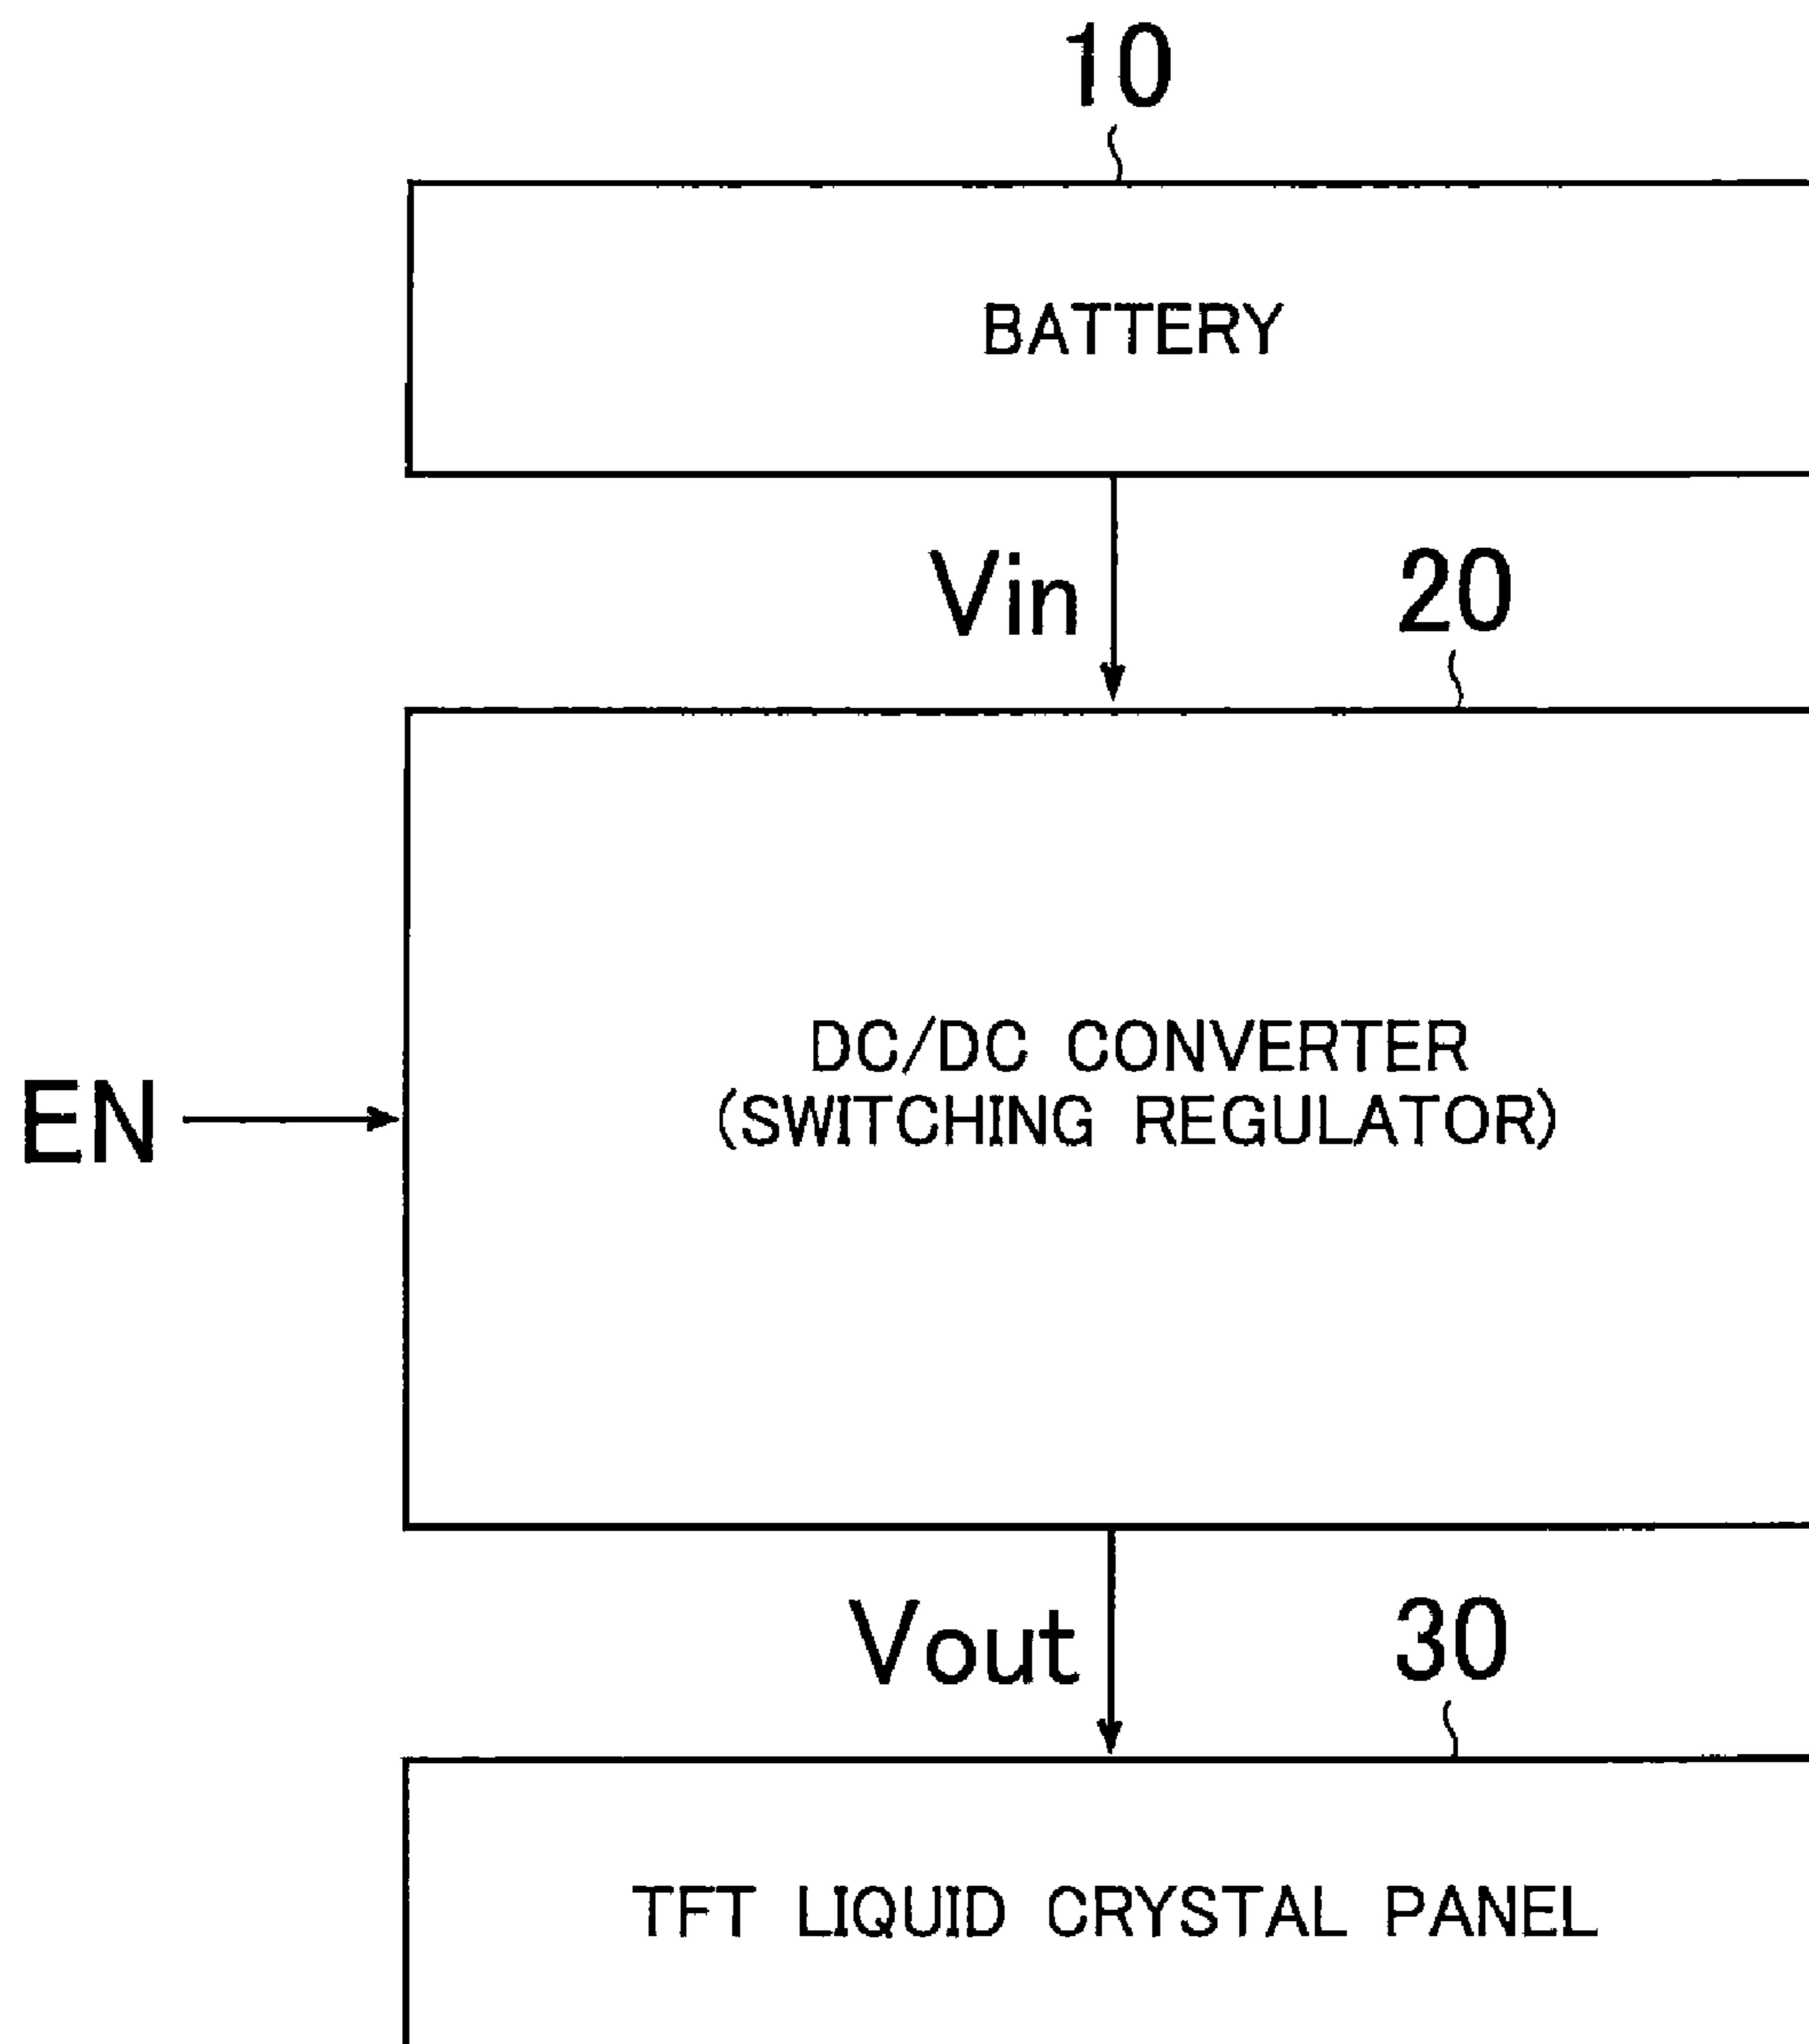 10
BATTERY
Vin
20
DC/DC CONVERTER
(SWITCHING REGULATOR)
EN
Vout
30
TFT LIQUID CRYSTAL PANEL